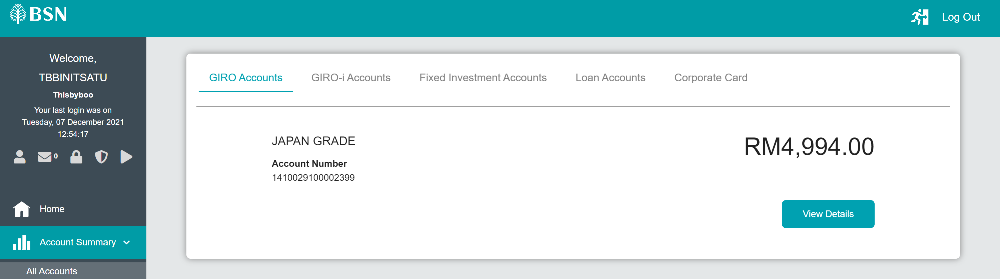 BSN
Log Out
Welcome,
TBBINITSATU
Thisbyboo
Your last login was on
Tuesday, 07 December 2021
12:54:17
0
Home
Account Summary
All Accounts
GIRO Accounts
GIRO-i Accounts
Fixed Investment Accounts
Loan Accounts
Corporate Card
JAPAN GRADE
RM4,994.00
Account Number
1410029100002399
View Details